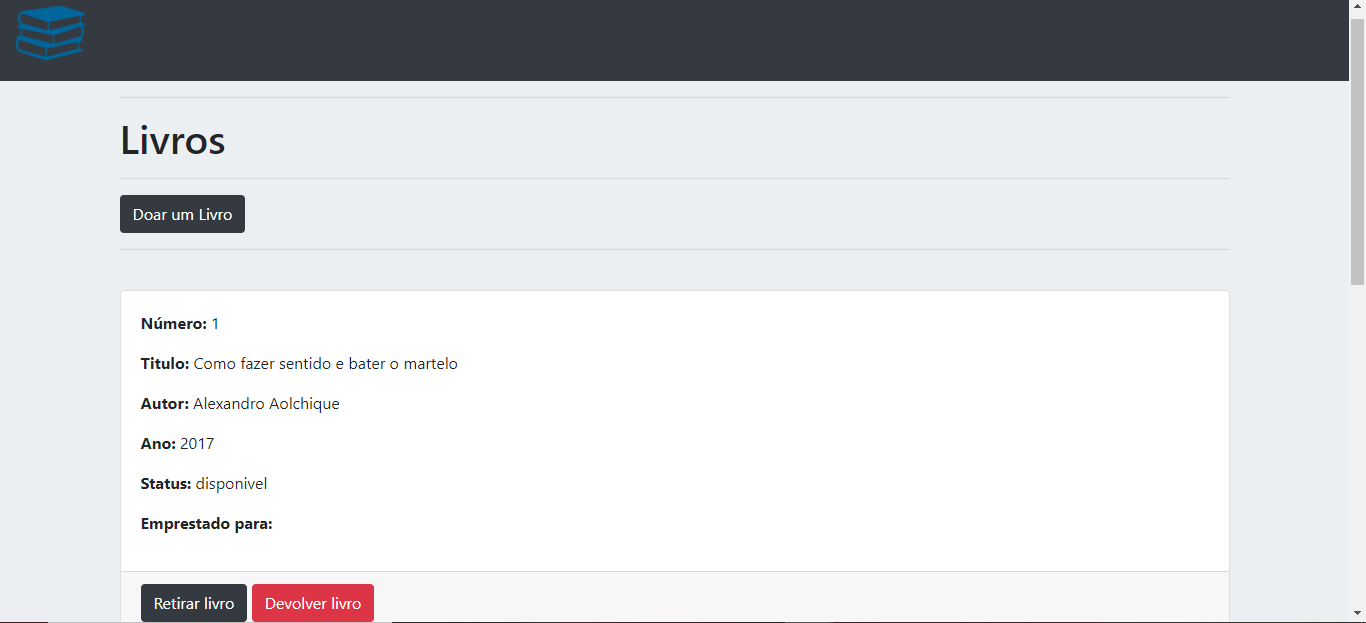 Livros
Doar um Livro
Número: 1
Titulo: Como fazer sentido e bater o martelo
Autor: Alexandro Aolchique
Ano: 2017
Status: disponivel
Emprestado para:
Retirar livro Devolver livro